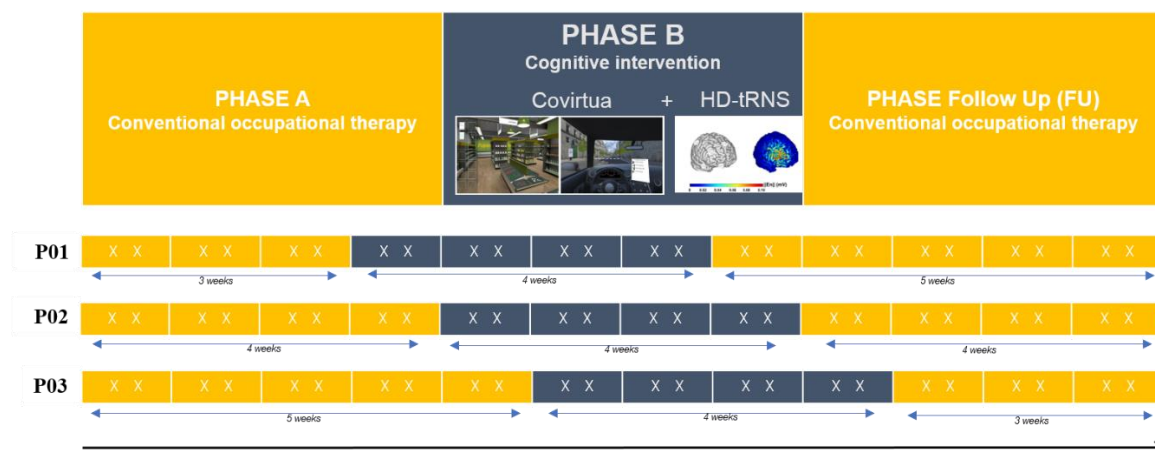 PHASE A
Conventional occupational therapy
PHASE B
Cognitive intervention
Covirtua + HD-tRNS
PHASE Follow Up (FU)
Conventional occupational therapy
P01 X X X X X X X X X X X X X X X X X X X X X X X X
3 weeks 4 weeks 5 weeks
P02 X X X X X X X X X X X X X X X X X X X X X X X X
4 weeks 4 weeks 4 weeks
P03 X X X X X X X X X X X X X X X X X X X X X X X X
5 weeks 4 weeks 3 weeks